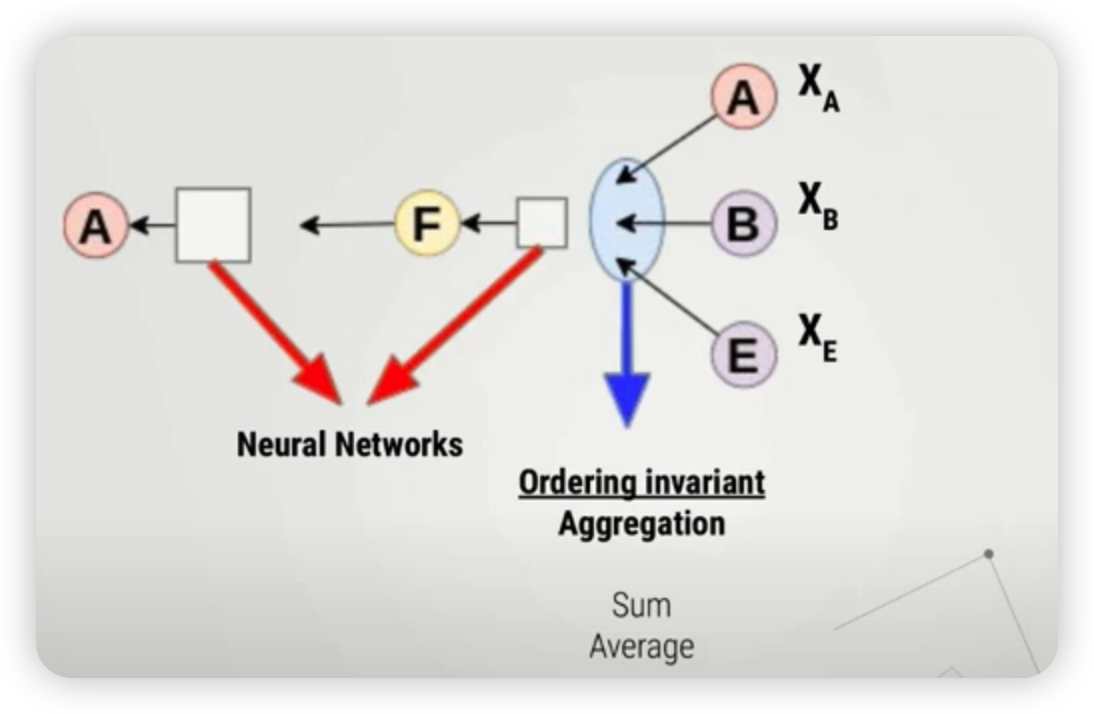 A X_A
A F B X_B
E X_E
Neural Networks
Ordering invariant
Aggregation
Sum
Average